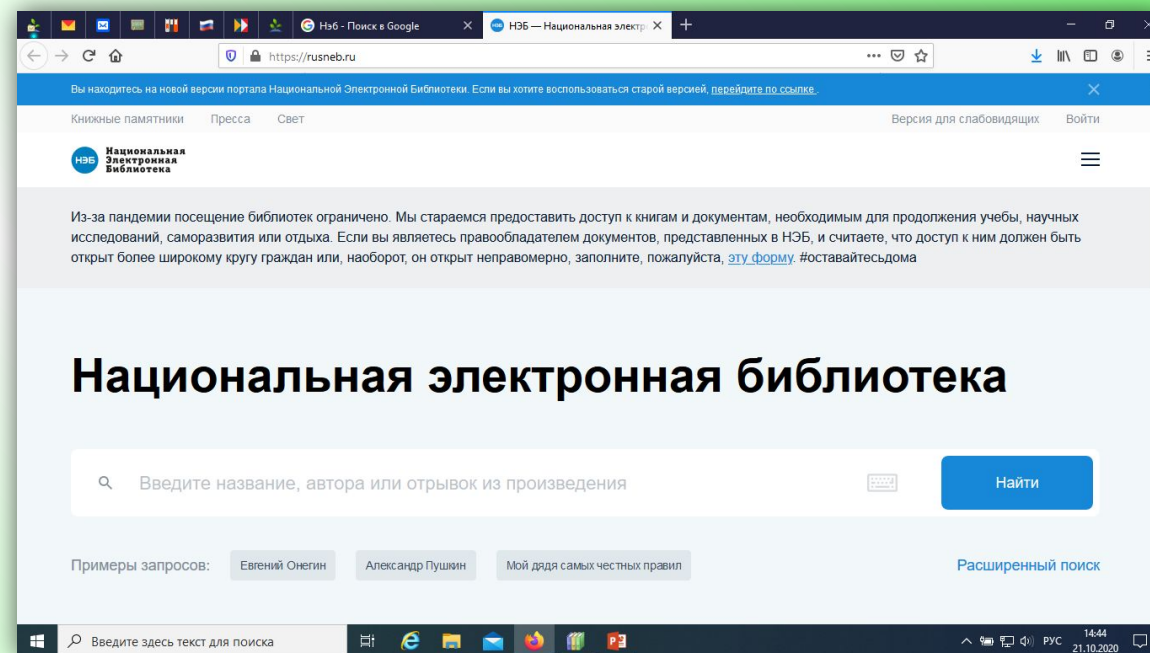 Нэб - Поиск в Google
НЭБ — Национальная электр
https://rusneb.ru
Вы находитесь на новой версии портала Национальной Электронной Библиотеки. Если вы хотите воспользоваться старой версией, перейдите по ссылке.
Книжные памятники Пресса Свет Версия для слабовидящих Войти
нэб Национальная
Электронная
Библиотека
Из-за пандемии посещение библиотек ограничено. Мы стараемся предоставить доступ к книгам и документам, необходимым для продолжения учебы, научных
исследований, саморазвития или отдыха. Если вы являетесь правообладателем документов, представленных в НЭБ, и считаете, что доступ к ним должен быть
открыт более широкому кругу граждан или, наоборот, он открыт неправомерно, заполните, пожалуйста, эту форму. #оставайтесьдома
Национальная электронная библиотека
Введите название, автора или отрывок из произведения
Найти
Примеры запросов: Евгений Онегин Александр Пушкин Мой дядя самых честных правил Расширенный поиск
Введите здесь текст для поиска
РУС
14:44
21.10.2020